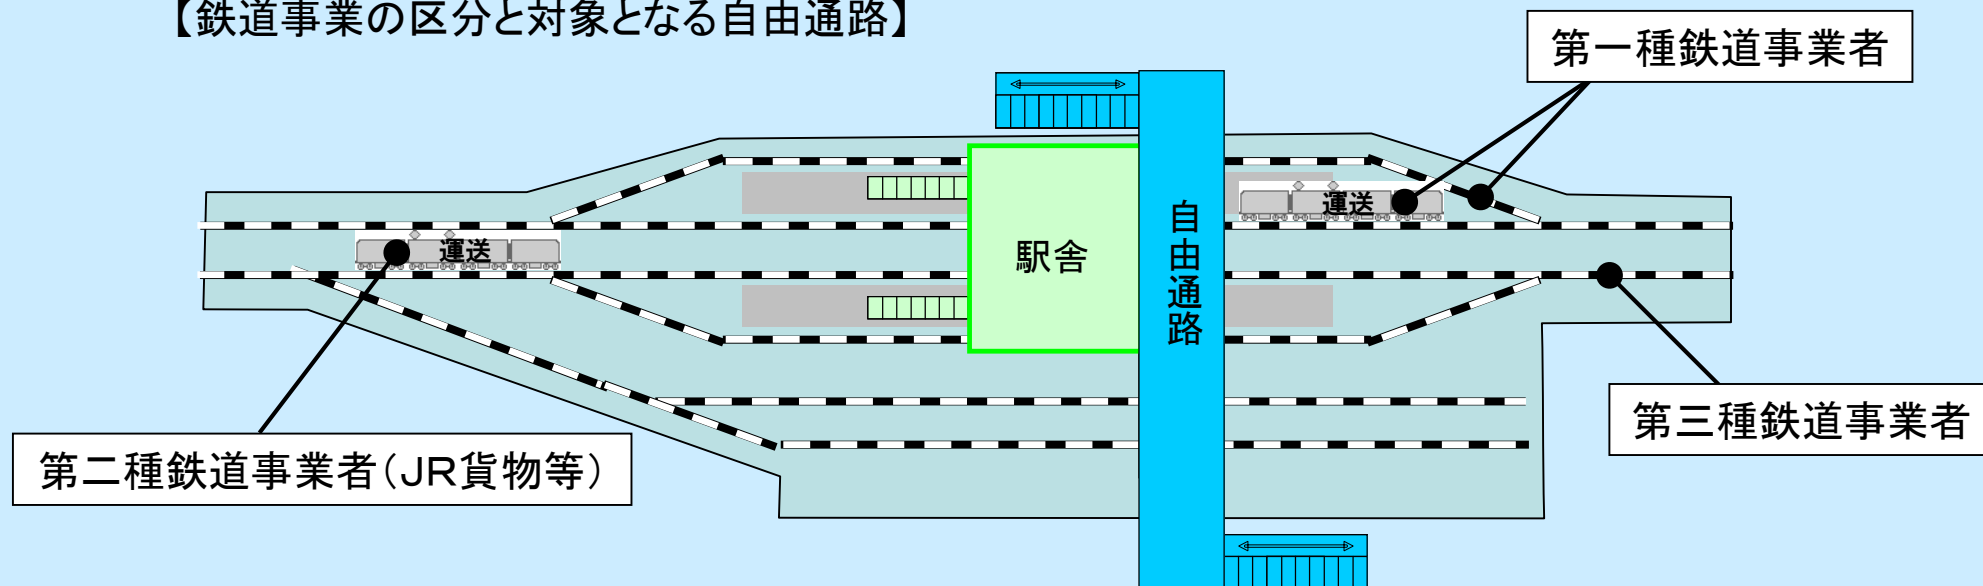 【鉄道事業の区分と対象となる自由通路】
第一種鉄道事業者
運送
自由通路
運送
駅舎
第三種鉄道事業者
第二種鉄道事業者(JR貨物等)